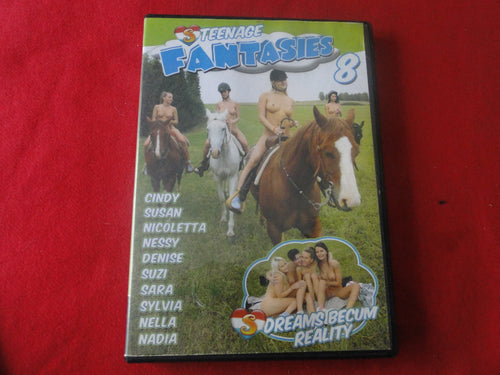 S TEENAGE
FANTASIES
8
CINDY
SUSAN
NICOLETTA
NESSY
DENISE
SUZI
SARA
SYLVIA
NELLA
NADIA
S DREAMS BECUM
REALITY